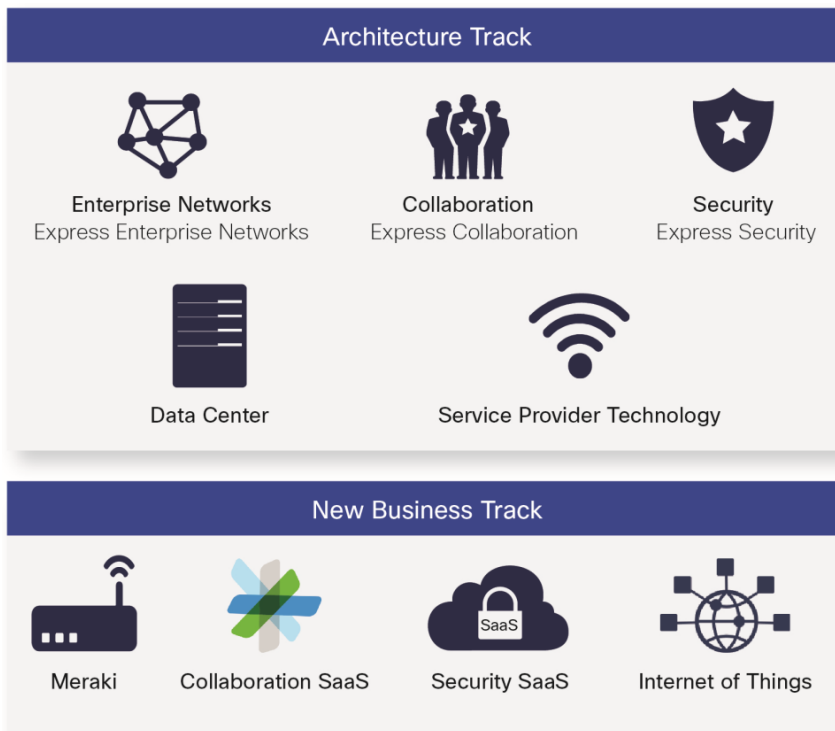 Architecture Track
Enterprise Networks
Express Enterprise Networks
Collaboration
Express Collaboration
Security
Express Security
Data Center
Service Provider Technology
New Business Track
Meraki
Collaboration SaaS
SaaS
Security SaaS
Internet of Things